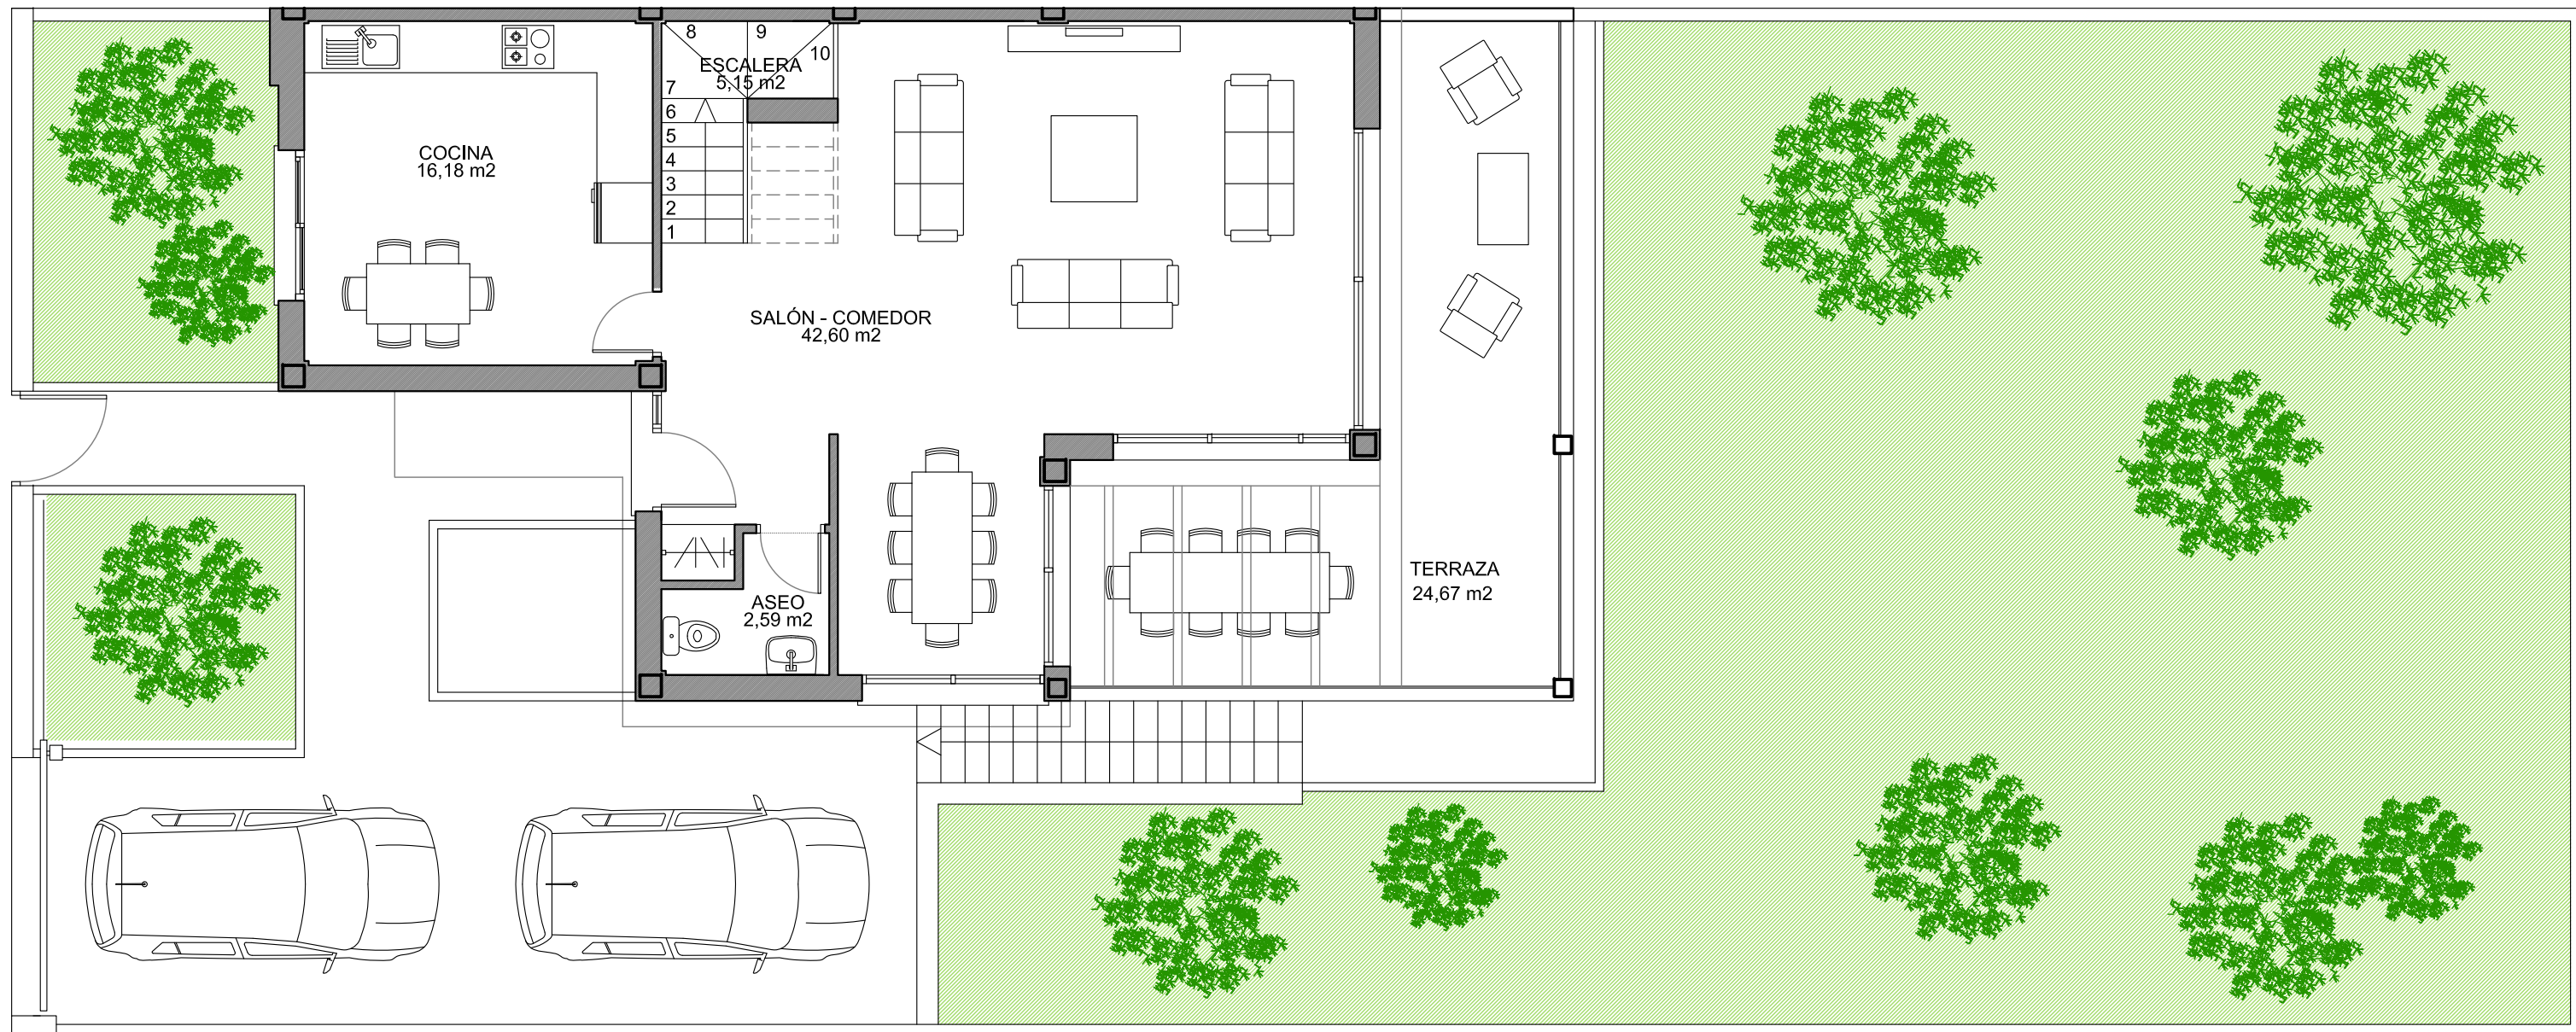 8
9
10
ESCALERA
5,15 m2
7
6
5
4
3
2
1
COCINA
16,18 m2
SALÓN - COMEDOR
42,60 m2
TERRAZA
24,67 m2
ASEO
2,59 m2